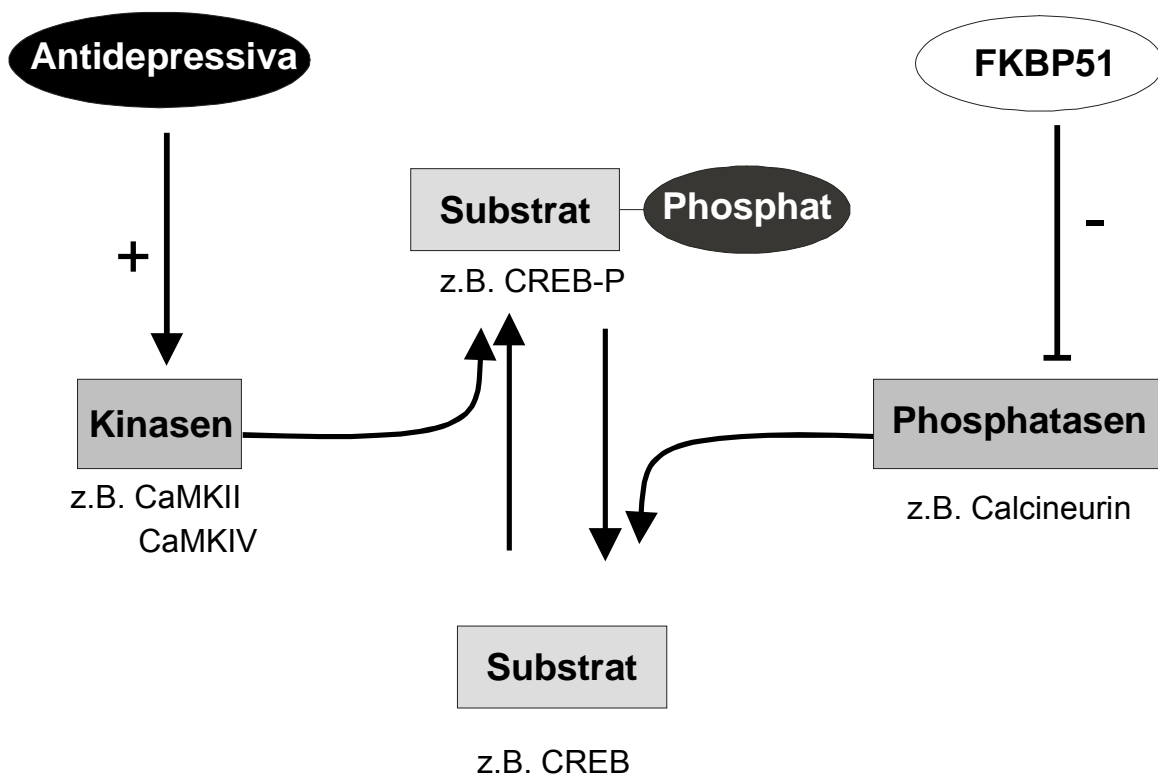 Antidepressiva
FKBP51
Substrat
Phosphat
z.B. CREB-P
+
-
Kinasen
z.B. CaMKII
CaMKIV
Phosphatasen
z.B. Calcineurin
Substrat
z.B. CREB